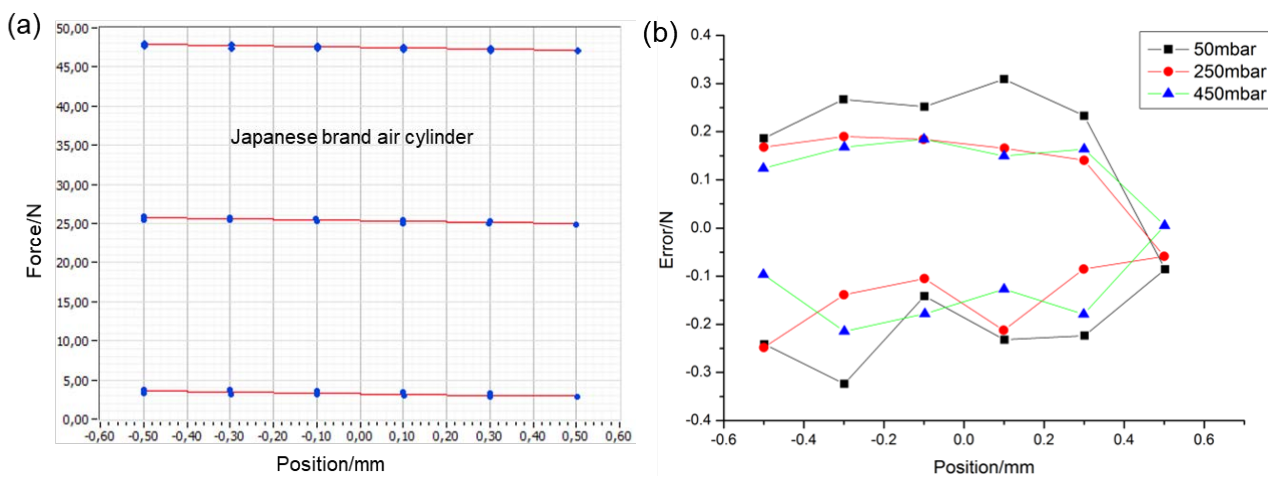 (a)
50,00
45,00
40,00
35,00
30,00
25,00
20,00
15,00
10,00
5,00
0,00
Force/N
Japanese brand air cylinder
-0,60 -0,50 -0,40 -0,30 -0,20 -0,10 0,00 0,10 0,20 0,30 0,40 0,50 0,60
Position/mm
(b)
0.4
0.3
0.2
0.1
0.0
-0.1
-0.2
-0.3
-0.4
Error/N
50mbar
250mbar
450mbar
-0.6 -0.4 -0.2 0.0 0.2 0.4 0.6
Position/mm